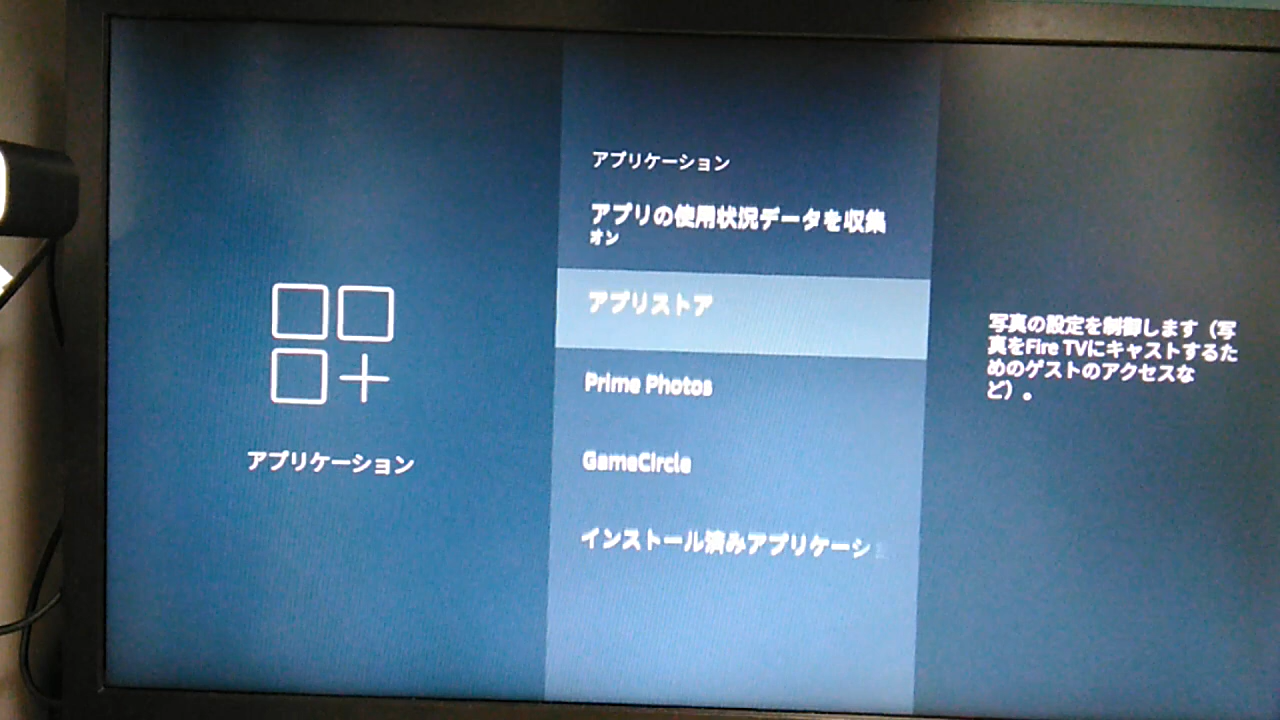 アプリケーション
アプリケーション
アプリの使用状況データを収集
オン
アプリストア
Prime Photos
GameCircle
インストール済みアプリケーシ
写真の設定を制御します（写
真をFire TVにキャストするた
めのゲストのアクセスな
ど）。